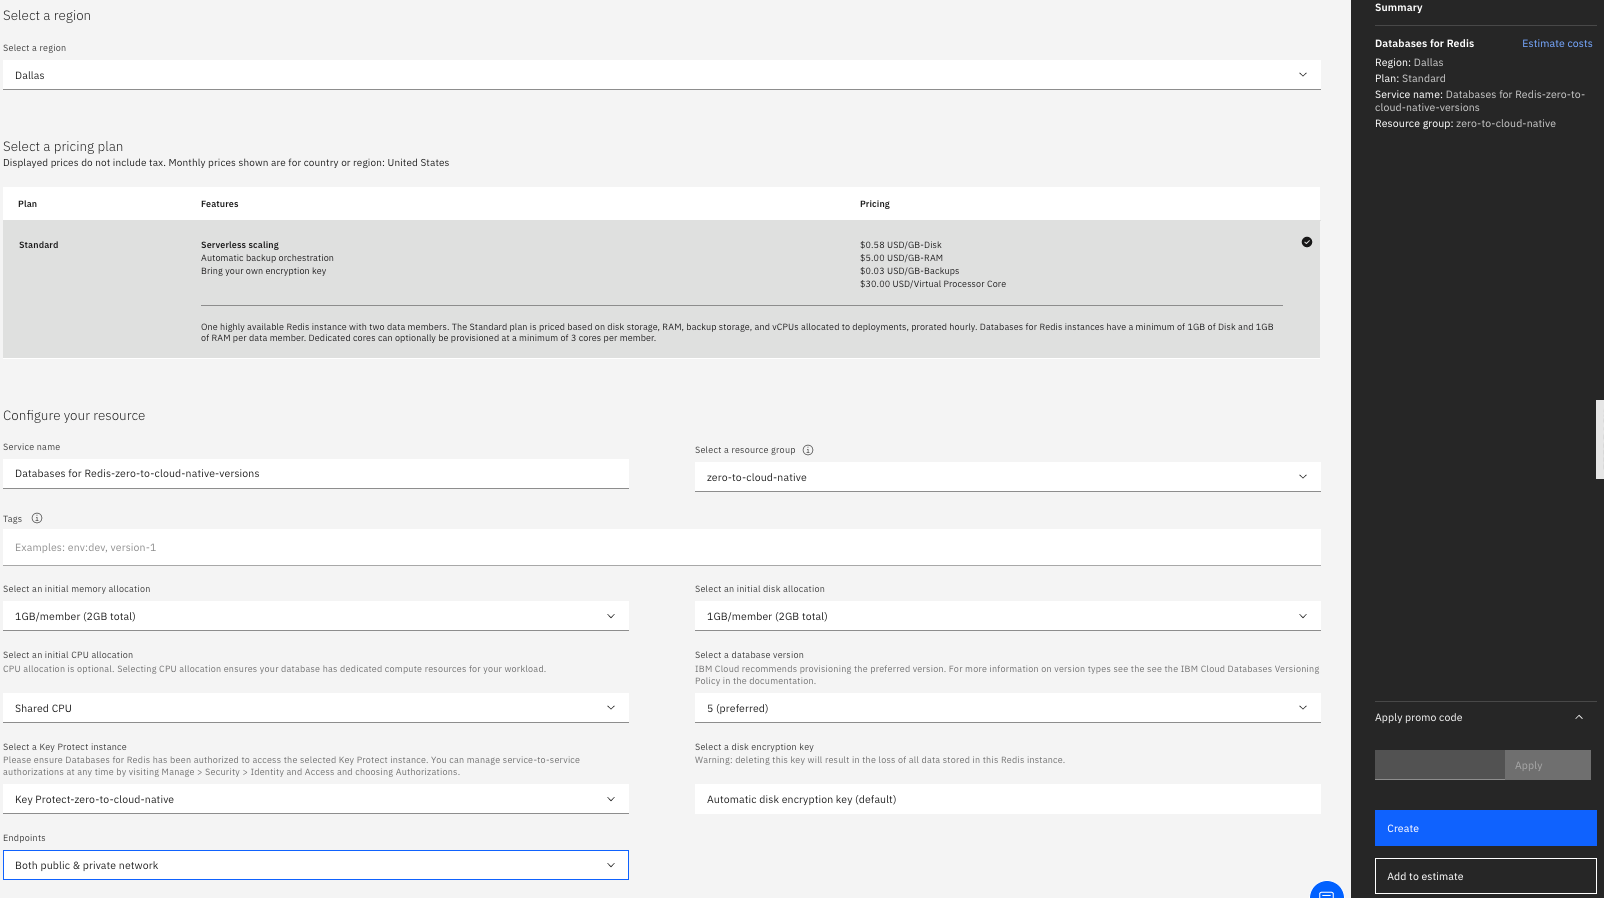 Select a region
Select a region
Dallas
Select a pricing plan
Displayed prices do not include tax. Monthly prices shown are for country or region: United States
Plan Features Pricing
Standard
Serverless scaling
Automatic backup orchestration
Bring your own encryption key
$0.58 USD/GB-Disk
$5.00 USD/GB-RAM
$0.03 USD/GB-Backups
$30.00 USD/Virtual Processor Core
One highly available Redis instance with two data members. The Standard plan is priced based on disk storage, RAM, backup storage, and vCPUs allocated to deployments, prorated hourly. Databases for Redis instances have a minimum of 1GB of Disk and 1GB
of RAM per data member. Dedicated cores can optionally be provisioned at a minimum of 3 cores per member.
Configure your resource
Service name
Databases for Redis-zero-to-cloud-native-versions
Select a resource group
zero-to-cloud-native
Tags
Examples: env:dev, version-1
Select an initial memory allocation
1GB/member (2GB total)
Select an initial disk allocation
1GB/member (2GB total)
Select an initial CPU allocation
CPU allocation is optional. Selecting CPU allocation ensures your database has dedicated compute resources for your workload.
Shared CPU
Select a database version
IBM Cloud recommends provisioning the preferred version. For more information on version types see the see the IBM Cloud Databases Versioning
Policy in the documentation.
5 (preferred)
Select a Key Protect instance
Please ensure Databases for Redis has been authorized to access the selected Key Protect instance. You can manage service-to-service
authorizations at any time by visiting Manage > Security > Identity and Access and choosing Authorizations.
Key Protect-zero-to-cloud-native
Select a disk encryption key
Warning: deleting this key will result in the loss of all data stored in this Redis instance.
Automatic disk encryption key (default)
Endpoints
Both public & private network
Summary
Databases for Redis Estimate costs
Region: Dallas
Plan: Standard
Service name: Databases for Redis-zero-to-
cloud-native-versions
Resource group: zero-to-cloud-native
Apply promo code
Apply
Create
Add to estimate